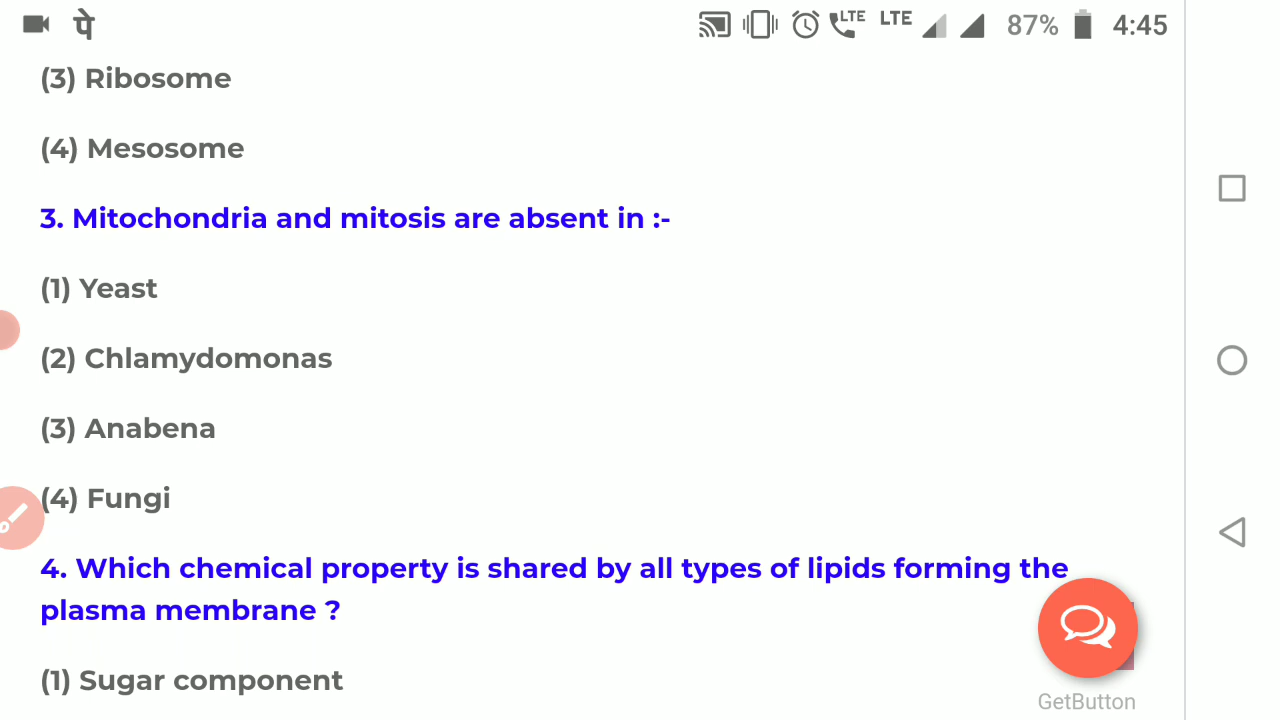 पे LTE LTE 87% 4:45
(3) Ribosome
(4) Mesosome
3. Mitochondria and mitosis are absent in :-
(1) Yeast
(2) Chlamydomonas
(3) Anabena
(4) Fungi
4. Which chemical property is shared by all types of lipids forming the
plasma membrane ?
(1) Sugar component
GetButton